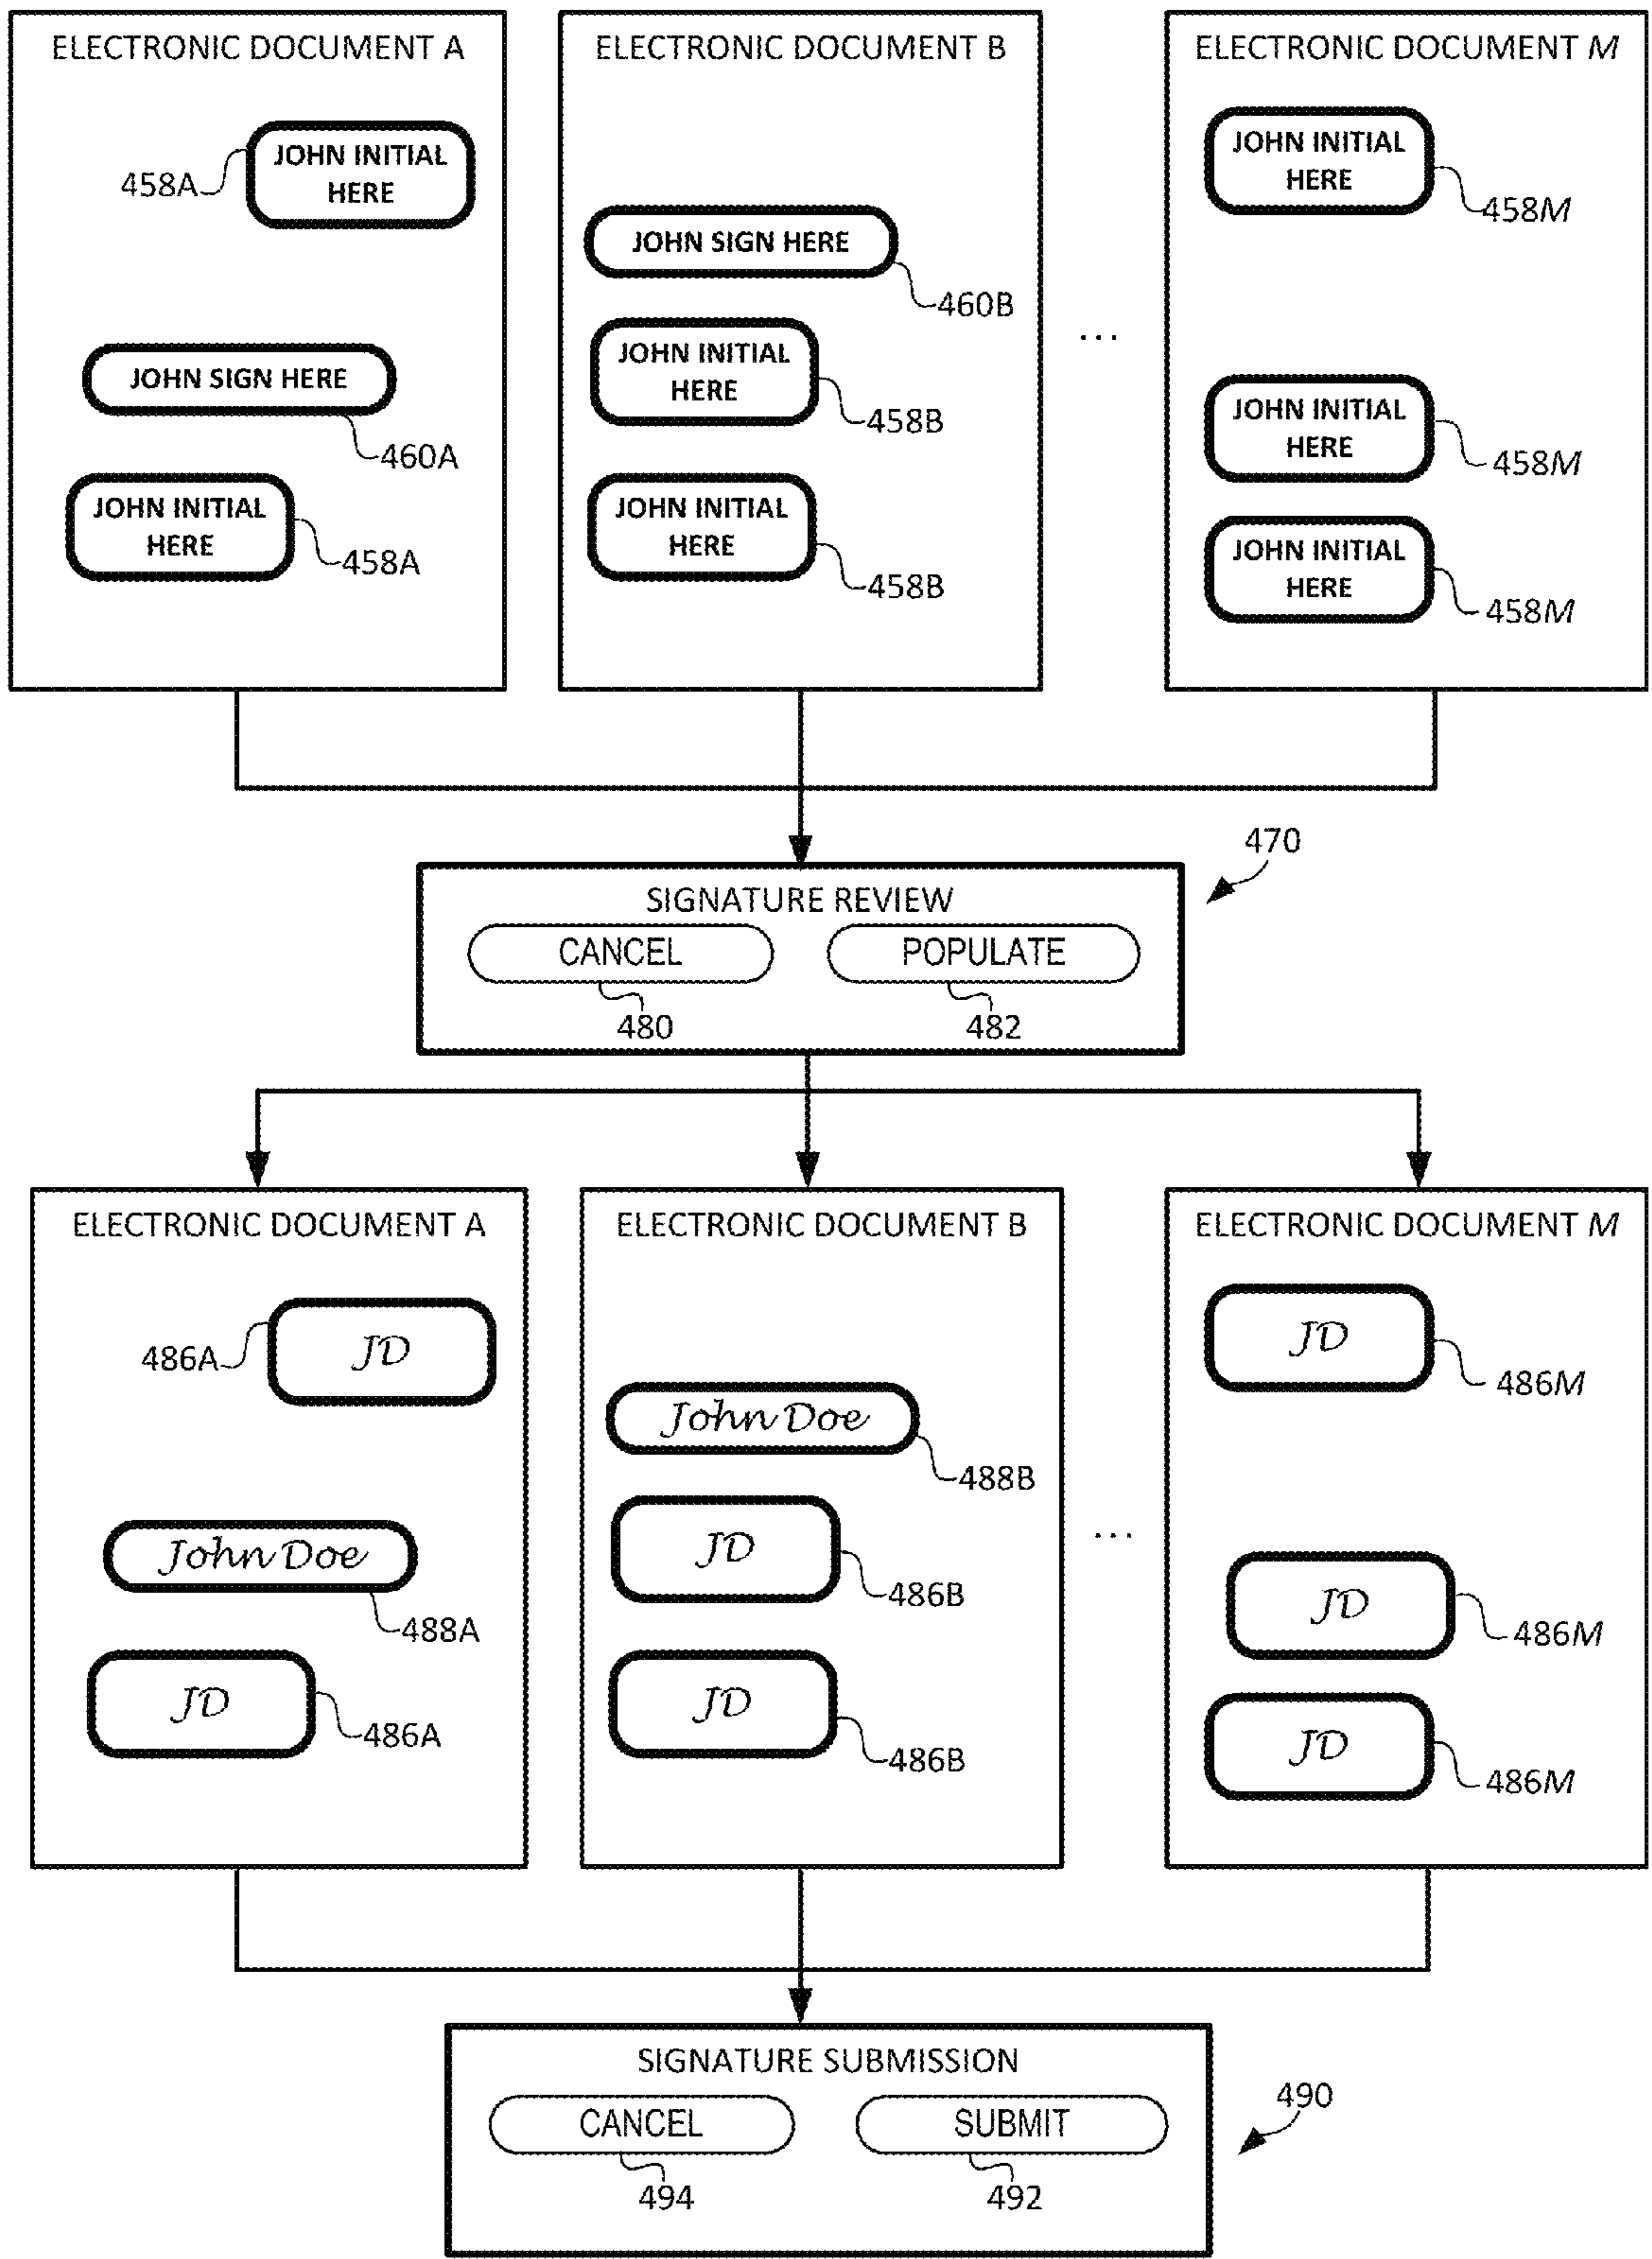 ELECTRONIC DOCUMENT A
JOHN INITIAL
HERE
458A
JOHN SIGN HERE
460A
JOHN INITIAL
HERE
458A
ELECTRONIC DOCUMENT B
JOHN SIGN HERE
460B
JOHN INITIAL
HERE
458B
JOHN INITIAL
HERE
458B
...
ELECTRONIC DOCUMENT M
JOHN INITIAL
HERE
458M
JOHN INITIAL
HERE
458M
JOHN INITIAL
HERE
458M
470
SIGNATURE REVIEW
CANCEL
POPULATE
480
482
ELECTRONIC DOCUMENT A
JD
486A
John Doe
488A
JD
486A
ELECTRONIC DOCUMENT B
John Doe
488B
JD
486B
JD
486B
...
ELECTRONIC DOCUMENT M
JD
486M
JD
486M
JD
486M
SIGNATURE SUBMISSION
CANCEL
SUBMIT
494
492
490